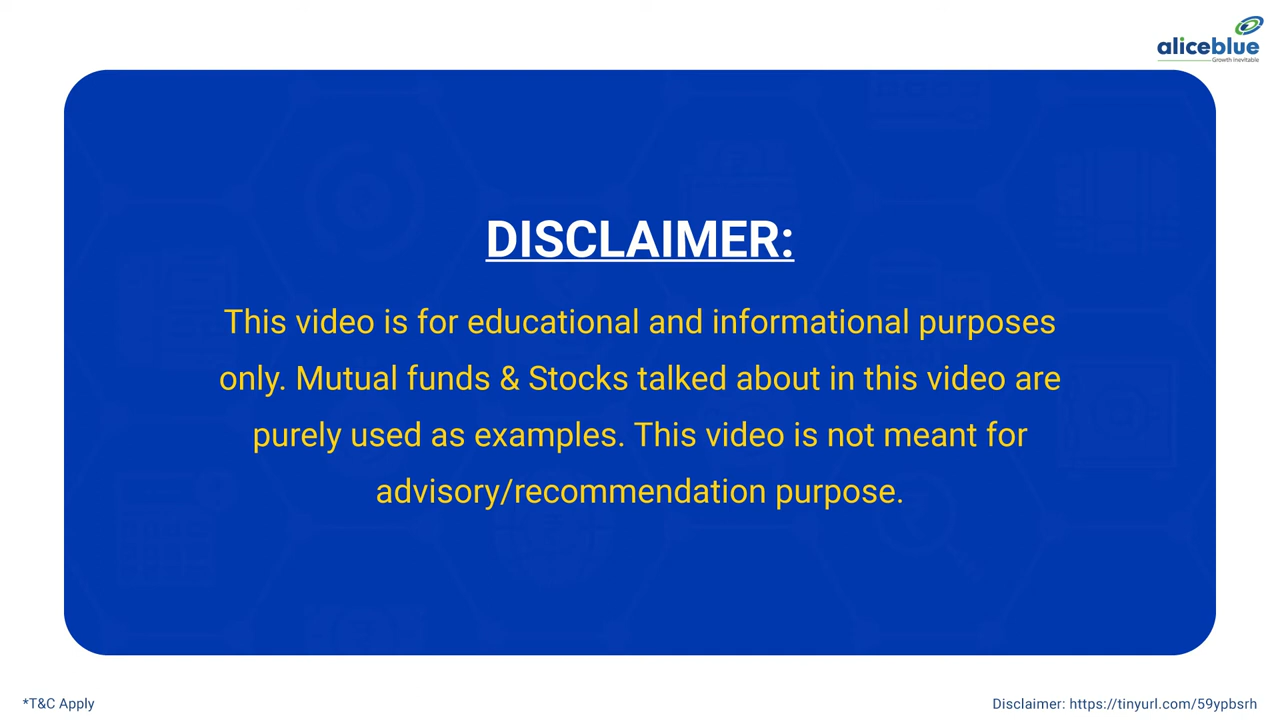 aliceblue
Growth inevitable
DISCLAIMER:
This video is for educational and informational purposes
only. Mutual funds & Stocks talked about in this video are
purely used as examples. This video is not meant for
advisory/recommendation purpose.
*T&C Apply
Disclaimer: https://tinyurl.com/59ypbsrh